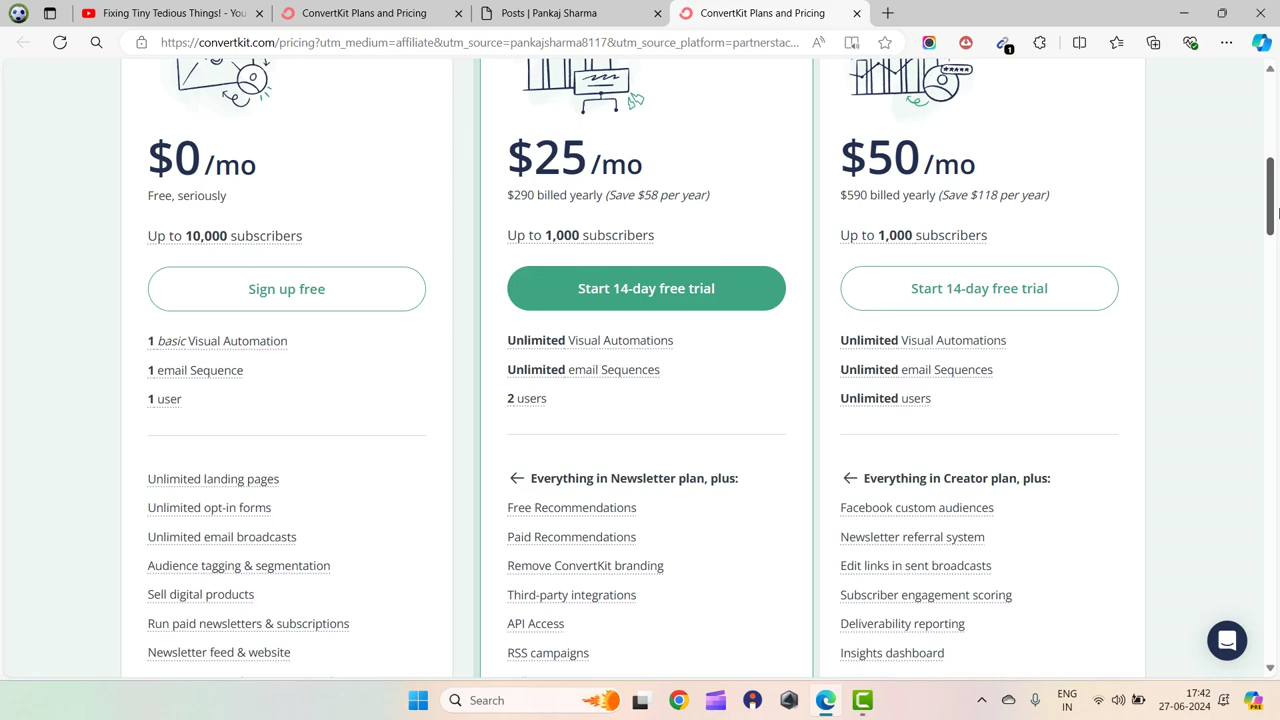 Fixing Tiny Tedious Things! - You
ConvertKit Plans and Pricing
Posts | Pankaj Sharma
ConvertKit Plans and Pricing
https://convertkit.com/pricing?utm_medium=affiliate&utm_source=pankajsharma8117&utm_source_platform=partnerstac...
1
$0/mo
Free, seriously
Up to 10,000 subscribers
Sign up free
1 basic Visual Automation
1 email Sequence
1 user
Unlimited landing pages
Unlimited opt-in forms
Unlimited email broadcasts
Audience tagging & segmentation
Sell digital products
Run paid newsletters & subscriptions
Newsletter feed & website
$25/mo
$290 billed yearly (Save $58 per year)
Up to 1,000 subscribers
Start 14-day free trial
Unlimited Visual Automations
Unlimited email Sequences
2 users
← Everything in Newsletter plan, plus:
Free Recommendations
Paid Recommendations
Remove ConvertKit branding
Third-party integrations
API Access
RSS campaigns
$50/mo
$590 billed yearly (Save $118 per year)
Up to 1,000 subscribers
Start 14-day free trial
Unlimited Visual Automations
Unlimited email Sequences
Unlimited users
← Everything in Creator plan, plus:
Facebook custom audiences
Newsletter referral system
Edit links in sent broadcasts
Subscriber engagement scoring
Deliverability reporting
Insights dashboard
Search
ENG
IN
17:42
27-06-2024
PRE